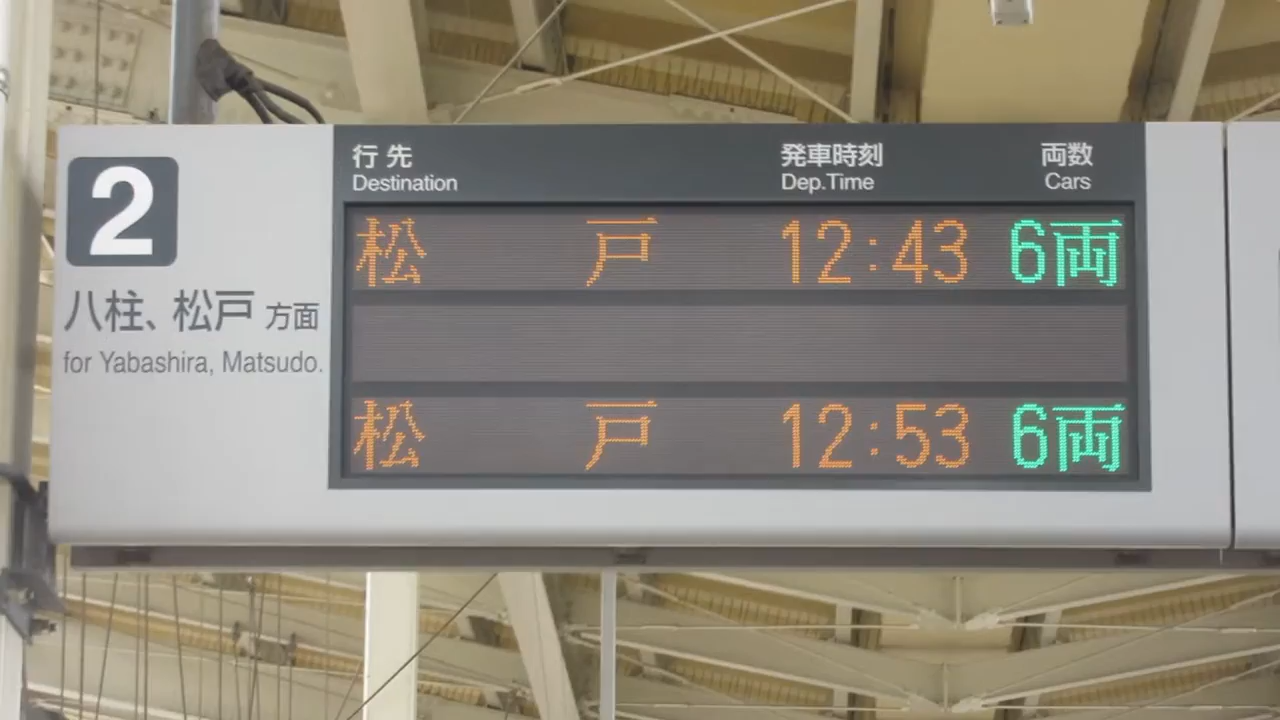 2
八柱、松戸 方面
for Yabashira, Matsudo.
行先 発車時刻 両数
Destination Dep.Time Cars
松戸 12:43 6両
松戸 12:53 6両